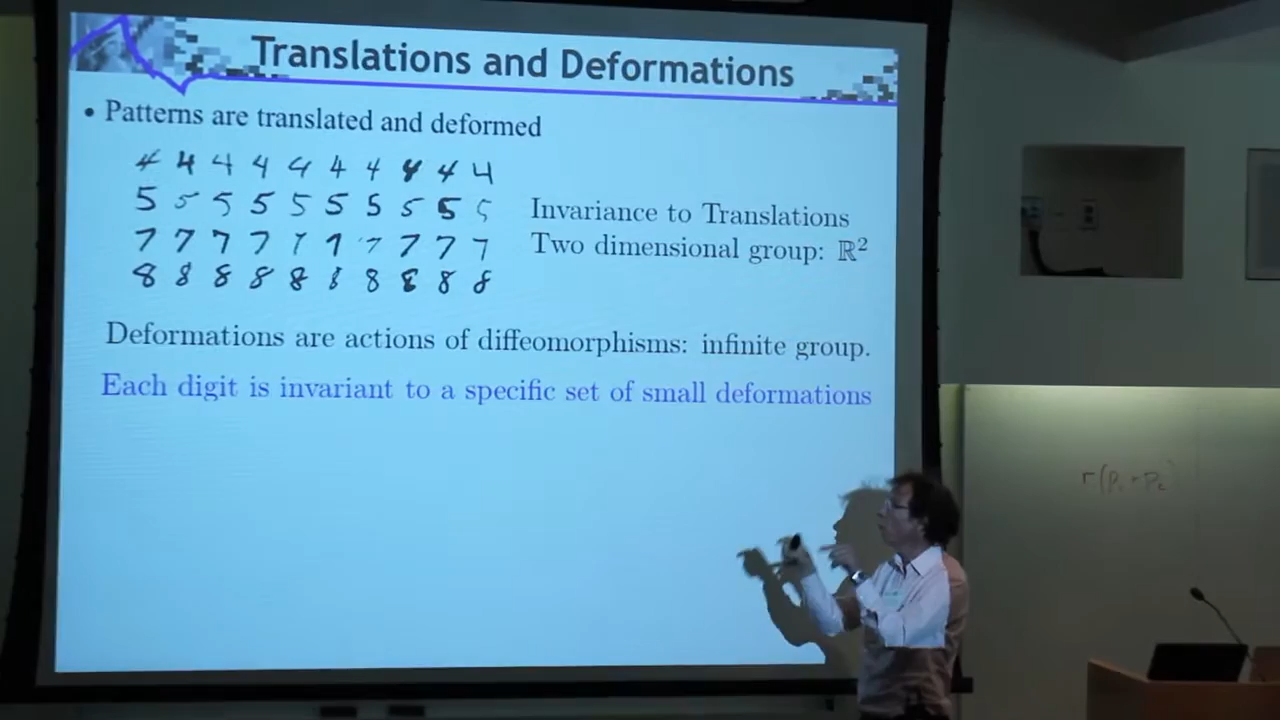 Translations and Deformations
• Patterns are translated and deformed
4 4 4 4 4 4 4 4 4 4
5 5 5 5 5 5 5 5 5 5
Invariance to Translations
7 7 7 7 7 7 7 7 7 7
Two dimensional group: ℝ²
8 8 8 8 8 8 8 8 8 8
Deformations are actions of diffeomorphisms: infinite group.
Each digit is invariant to a specific set of small deformations